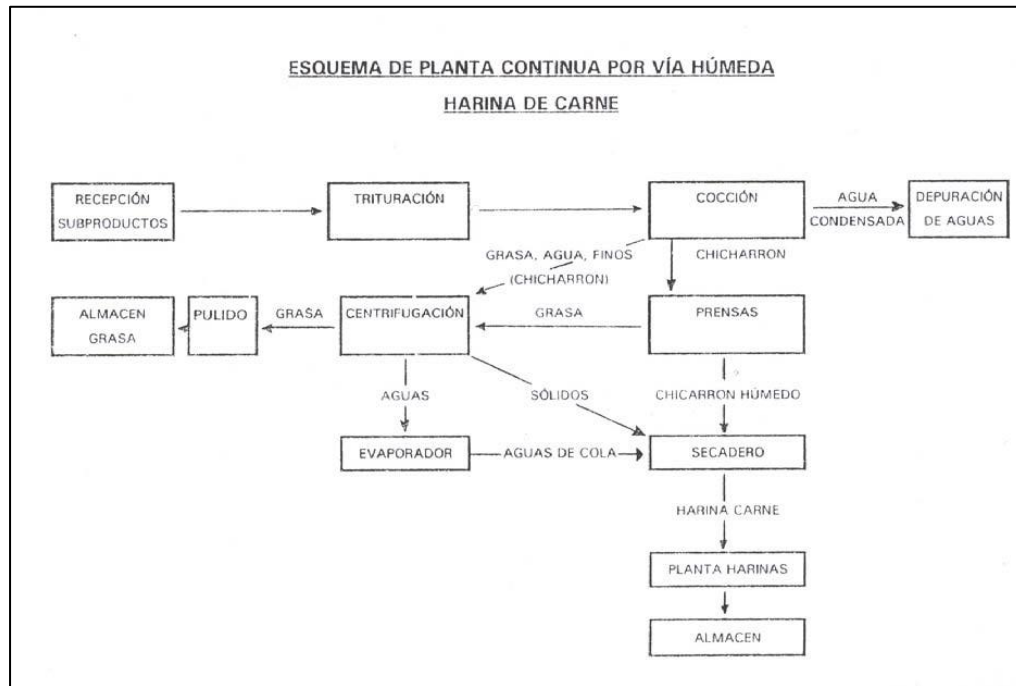 ESQUEMA DE PLANTA CONTINUA POR VÍA HÚMEDA
HARINA DE CARNE
RECEPCIÓN
SUBPRODUCTOS
TRITURACIÓN
COCCIÓN
AGUA
CONDENSADA
DEPURACIÓN
DE AGUAS
GRASA, AGUA, FINOS
(CHICHARRON)
CHICHARRON
ALMACEN
GRASA
PULIDO
GRASA
CENTRIFUGACIÓN
GRASA
PRENSAS
AGUAS
SÓLIDOS
CHICARRON HÚMEDO
EVAPORADOR
AGUAS DE COLA
SECADERO
HARINA CARNE
PLANTA HARINAS
ALMACEN